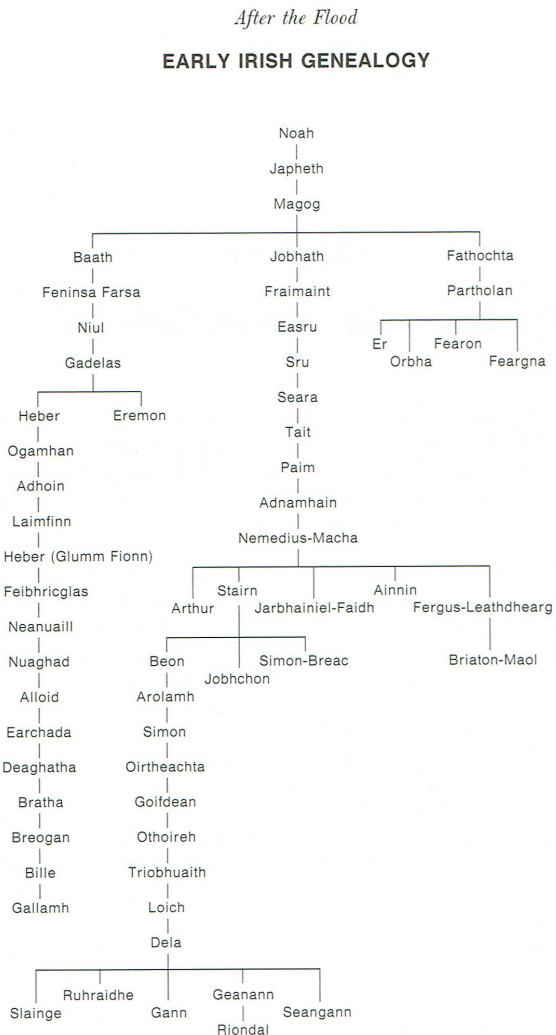 After the Flood
EARLY IRISH GENEALOGY
Noah
Japheth
Magog
Baath Jobhath Fathochta
Feninsa Farsa Fraimaint Partholan
Niul Easru Er Fearon
Gadelas Sru Orbha Feargna
Seara
Heber Eremon
Tait
Ogamhan
Paim
Adhoin
Adnamhain
Laimfinn
Nemedius-Macha
Heber (Glumm Fionn)
Feibhricglas Stairn Ainnin
Arthur Jarbhainiel-Faidh Fergus-Leathdhearg
Neanuaill
Nuaghad Beon Simon-Breac Briaton-Maol
Jobhchon
Alloid Arolamh
Earchada Simon
Deaghatha Oirtheachta
Bratha Goifdean
Breogan Othoireh
Bille Triobhuaith
Gallamh Loich
Dela
Ruhraidhe Geanann
Slainge Gann Seangann
Riondal